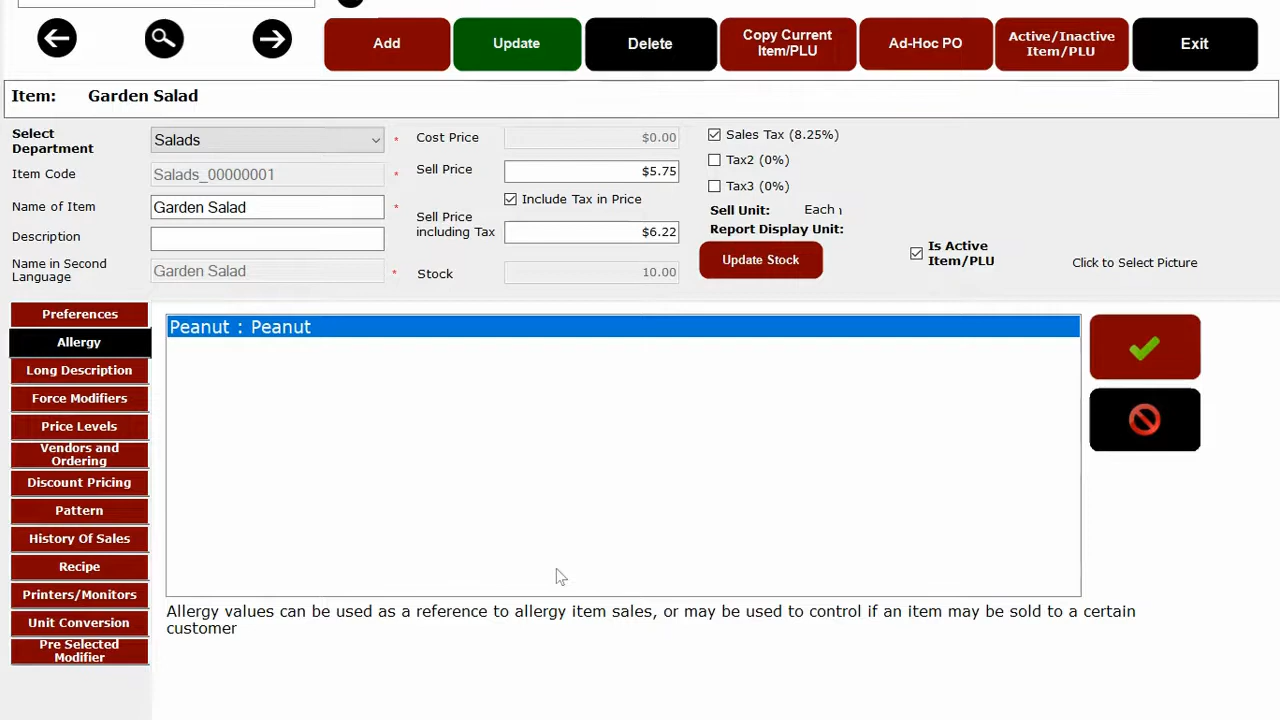 Add
Update
Delete
Copy Current
Item/PLU
Ad-Hoc PO
Active/Inactive
Item/PLU
Exit
Item: Garden Salad
Select
Department
Salads
*
Item Code
Salads_00000001
Name of Item
Garden Salad
*
Description
Name in Second
Language
Garden Salad
*
Cost Price
$0.00
Sell Price
$5.75
Include Tax in Price
Sell Price
including Tax
$6.22
Stock
10.00
Sales Tax (8.25%)
Tax2 (0%)
Tax3 (0%)
Sell Unit: Each
Report Display Unit:
Update Stock
Is Active
Item/PLU
Click to Select Picture
Preferences
Allergy
Long Description
Force Modifiers
Price Levels
Vendors and
Ordering
Discount Pricing
Pattern
History Of Sales
Recipe
Printers/Monitors
Unit Conversion
Pre Selected
Modifier
Peanut : Peanut
Allergy values can be used as a reference to allergy item sales, or may be used to control if an item may be sold to a certain
customer